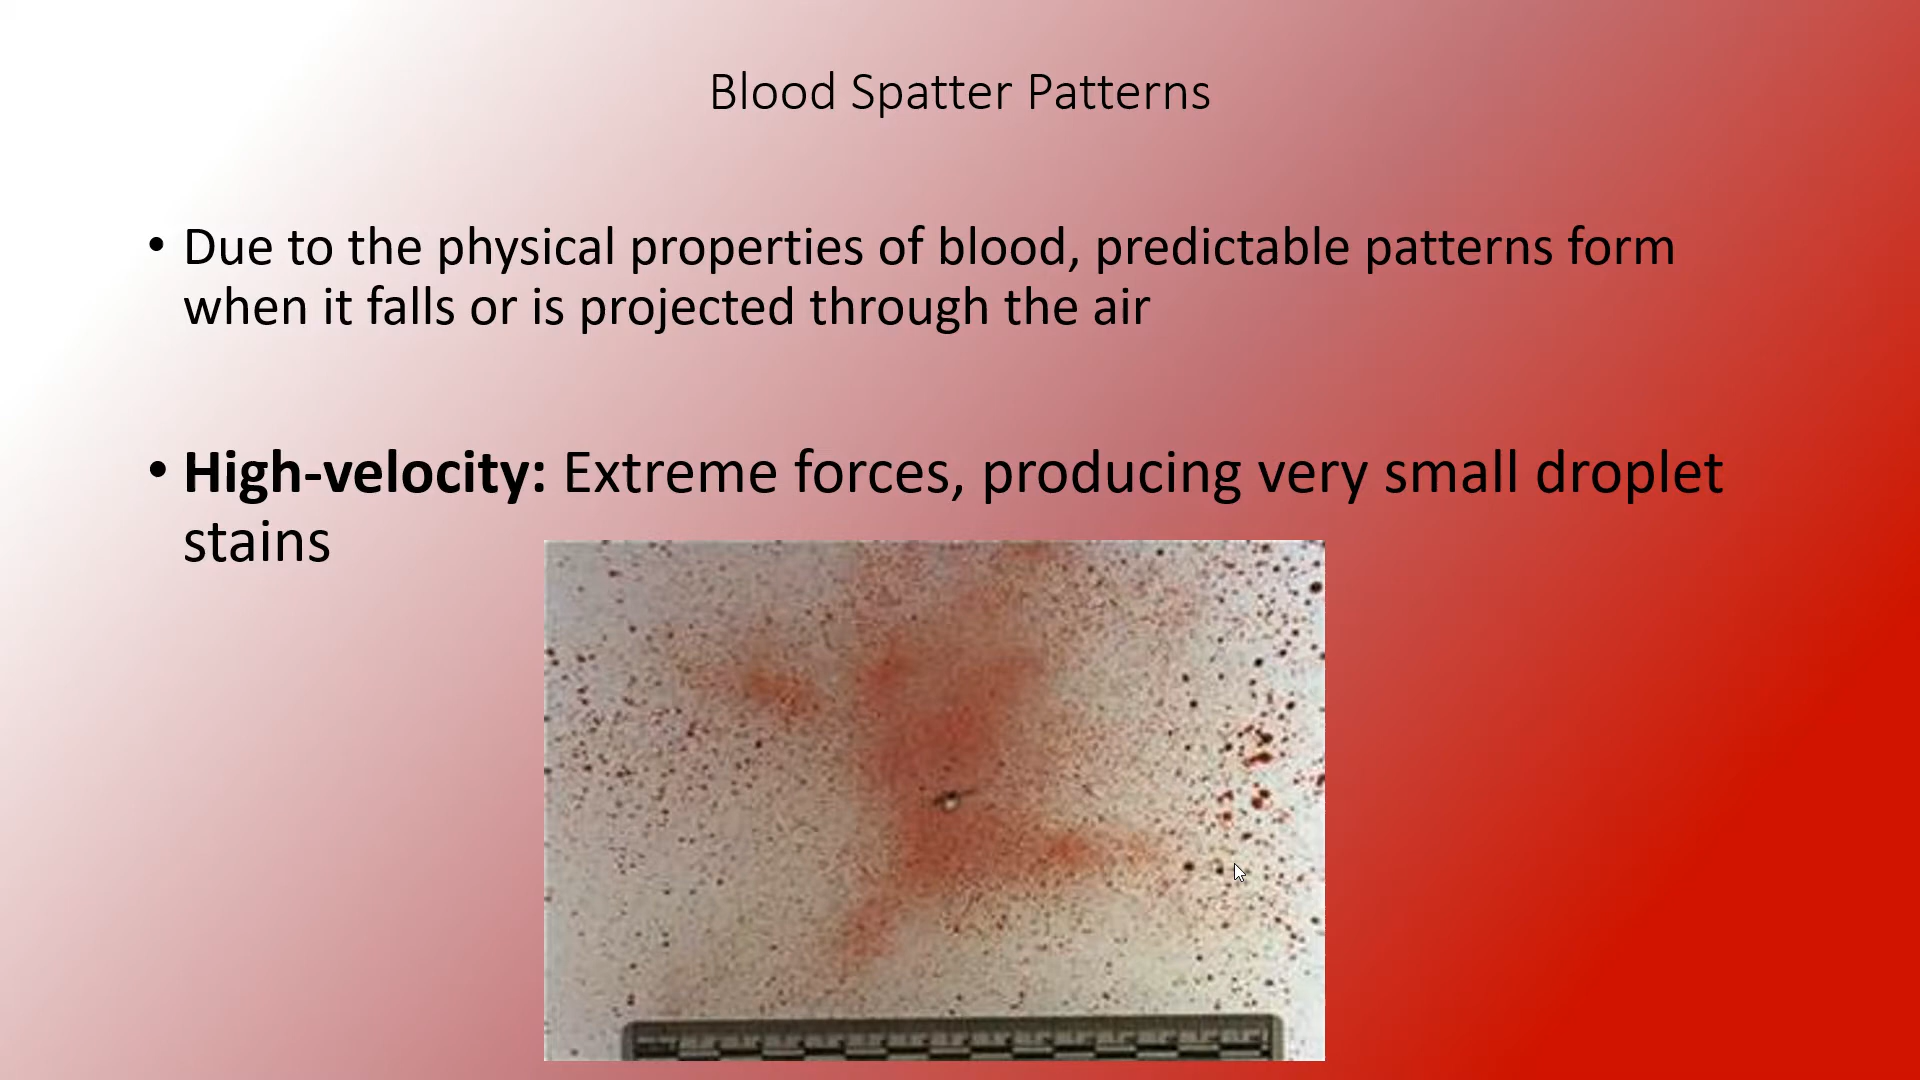 Blood Spatter Patterns
• Due to the physical properties of blood, predictable patterns form
when it falls or is projected through the air
• High-velocity: Extreme forces, producing very small droplet
stains